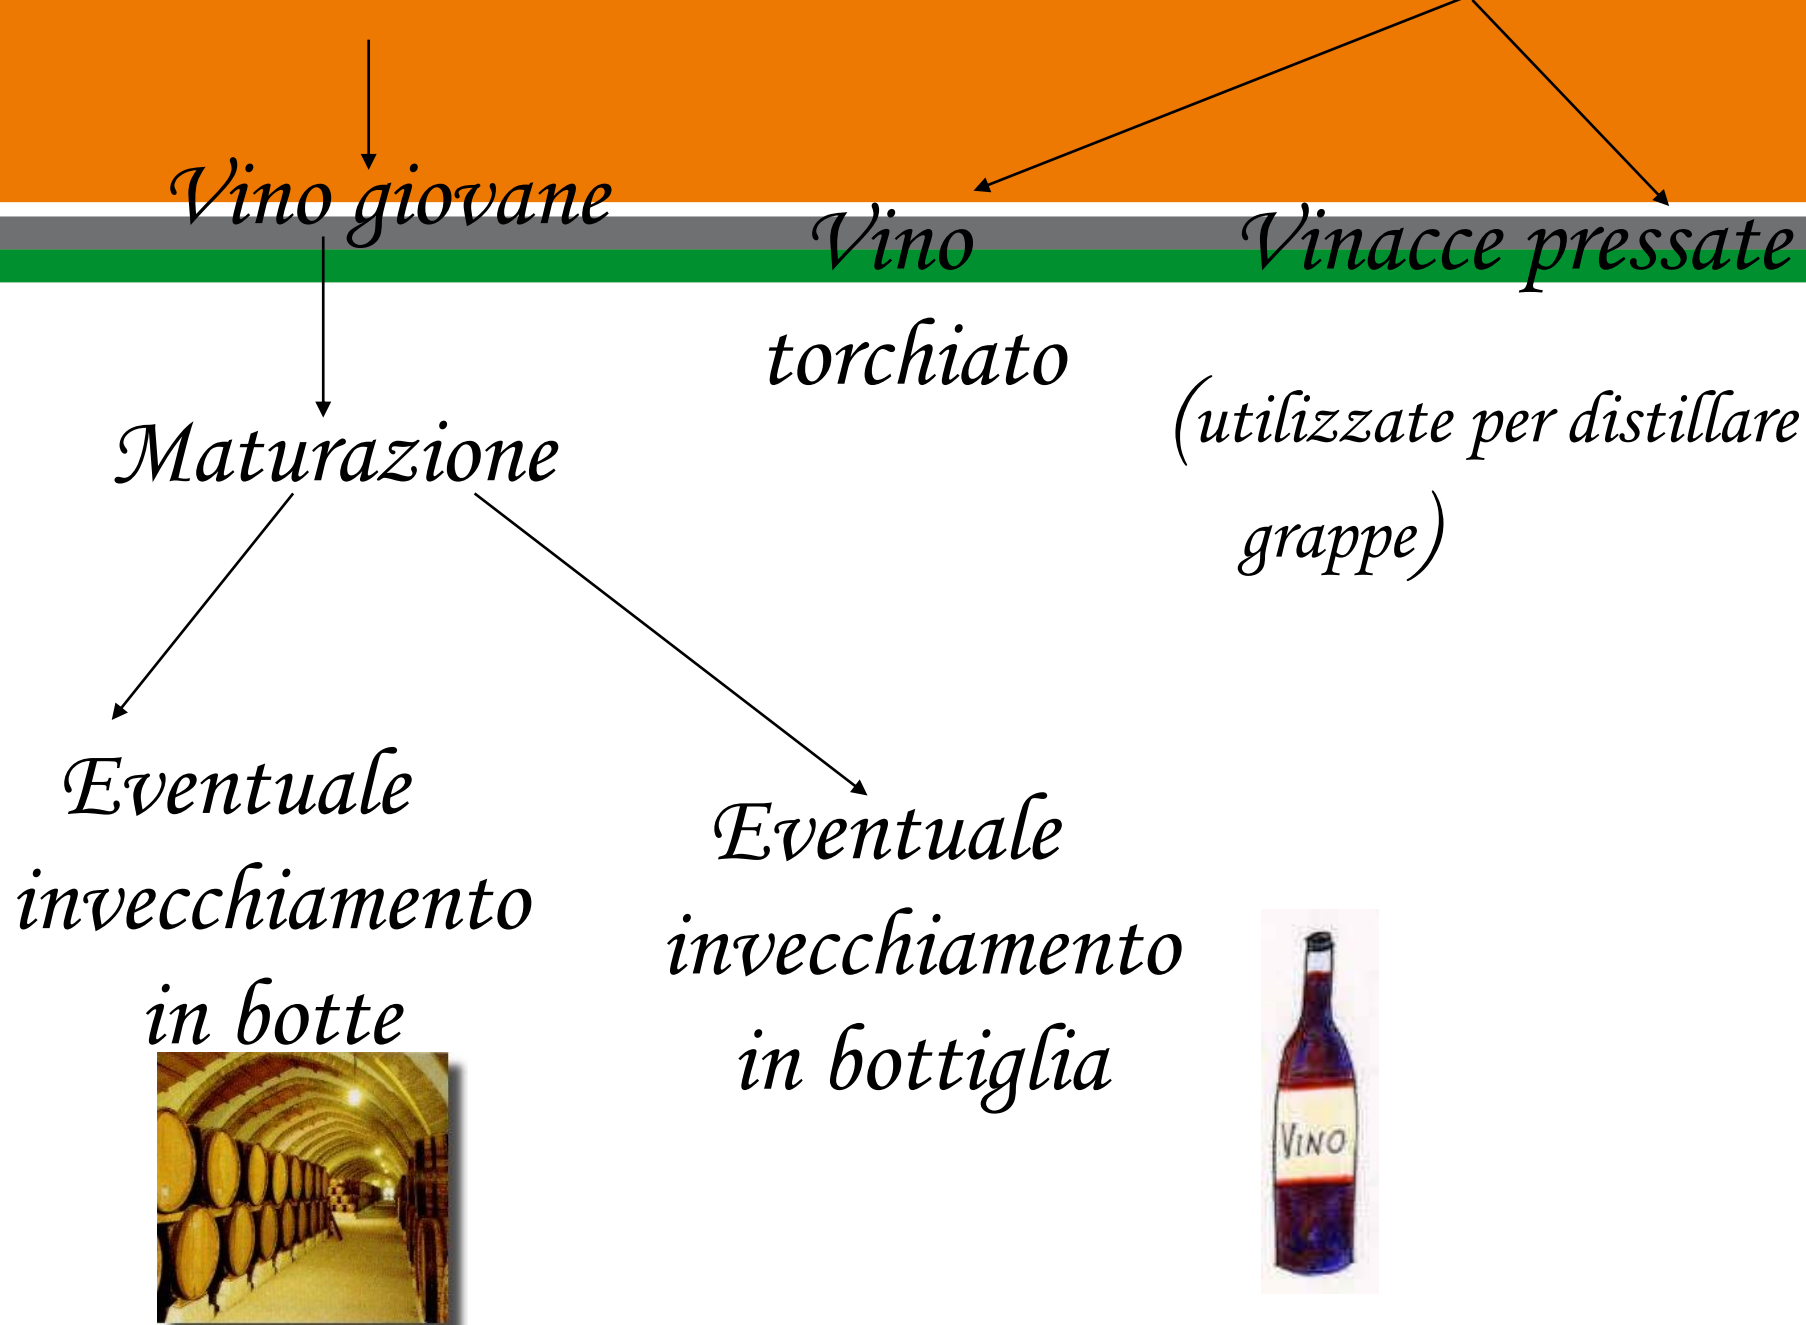 Vino giovane
Vino
torchiato
Vinacce pressate
(utilizzate per distillare
grappe)
Maturazione
Eventuale
invecchiamento
in botte
Eventuale
invecchiamento
in bottiglia
VINO